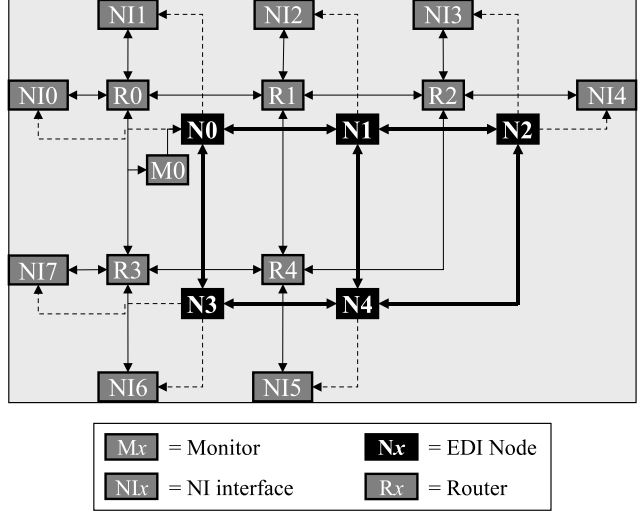 NI1 NI2 NI3
NI0 R0 R1 R2 NI4
N0 N1 N2
M0
NI7 R3 R4
N3 N4
NI6 NI5
Mx = Monitor Nx = EDI Node
NIx = NI interface Rx = Router